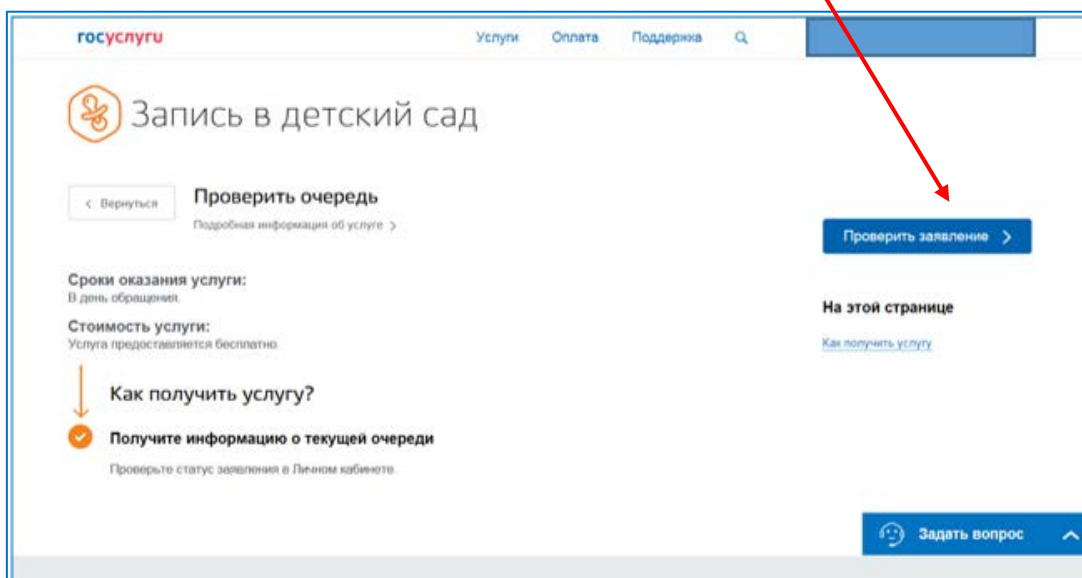 госуслуги
Услуги Оплата Поддержка
Запись в детский сад
Вернуться
Проверить очередь
Подробная информация об услуге
Проверить заявление
Сроки оказания услуги:
В день обращения.
На этой странице
Стоимость услуги:
Услуга предоставляется бесплатно.
Как получить услугу
Как получить услугу?
Получите информацию о текущей очереди
Проверьте статус заявления в Личном кабинете.
Задать вопрос